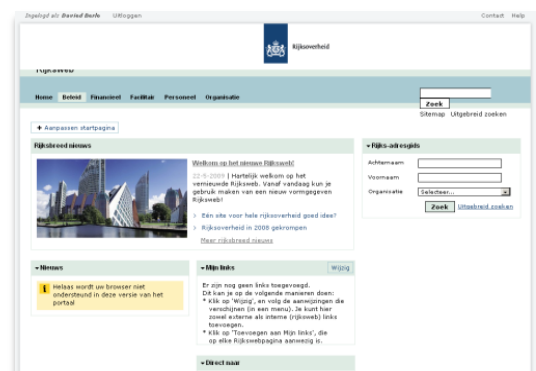 Ingelogd als Davied Berle Uitloggen Contact Help
Rijksoverheid
Rijksweb
Home Beleid Financieel Facilitair Personeel Organisatie
Zoek
Sitemap Uitgebreid zoeken
+ Aanpassen startpagina
Rijksbreed nieuws
Welkom op het nieuwe Rijksweb!
22-5-2009 | Hartelijk welkom op het
vernieuwde Rijksweb. Vanaf vandaag kun je
gebruik maken van een nieuw vormgegeven
Rijksweb!
> Eén site voor hele rijksoverheid goed idee?
> Rijksoverheid in 2008 gekrompen
Meer rijksbreed nieuws
Rijks-adresgids
Achternaam
Voornaam
Organisatie Selecteer...
Zoek Uitgebreid zoeken
Nieuws
Helaas wordt uw browser niet
ondersteund in deze versie van het
portaal
Mijn links Wijzig
Er zijn nog geen links toegevoegd.
Dit kan je op de volgende manieren doen:
* Klik op 'Wijzig', en volg de aanwijzingen die
verschijnen (in een menu). Je kunt hier
zowel externe als interne (rijksweb) links
toevoegen.
* Klik op 'Toevoegen aan Mijn links', die
op elke Rijkswebpagina aanwezig is.
Direct naar